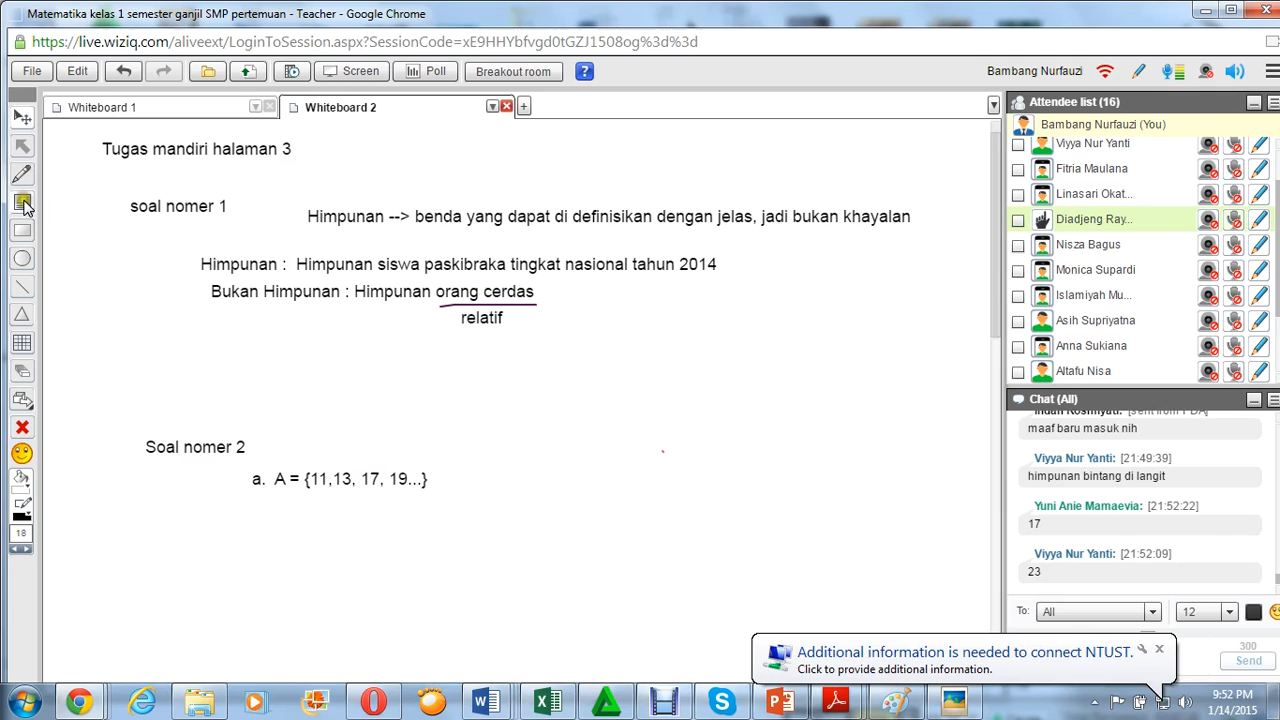 Matematika kelas 1 semester ganjil SMP pertemuan - Teacher - Google Chrome
https://live.wiziq.com/aliveext/LoginToSession.aspx?SessionCode=xE9HHYbfvgd0tGZJ1508og%3d%3d
File Edit Screen Poll Breakout room ? Bambang Nurfauzi
Whiteboard 1 Whiteboard 2
Tugas mandiri halaman 3
soal nomer 1
Himpunan --> benda yang dapat di definisikan dengan jelas, jadi bukan khayalan
Himpunan : Himpunan siswa paskibraka tingkat nasional tahun 2014
Bukan Himpunan : Himpunan orang cerdas
relatif
Soal nomer 2
a. A = {11,13, 17, 19...}
18
Attendee list (16)
Bambang Nurfauzi (You)
Viyya Nur Yanti
Fitria Maulana
Linasari Okat...
Diadjeng Ray...
Nisza Bagus
Monica Supardi
Islamiyah Mu...
Asih Supriyatna
Anna Sukiana
Altafu Nisa
Chat (All)
maaf baru masuk nih
Viyya Nur Yanti: [21:49:39]
himpunan bintang di langit
Yuni Anie Mamaevia: [21:52:22]
17
Viyya Nur Yanti: [21:52:09]
23
To: All 12
300
Send
Additional information is needed to connect NTUST.
Click to provide additional information.
9:52 PM
1/14/2015